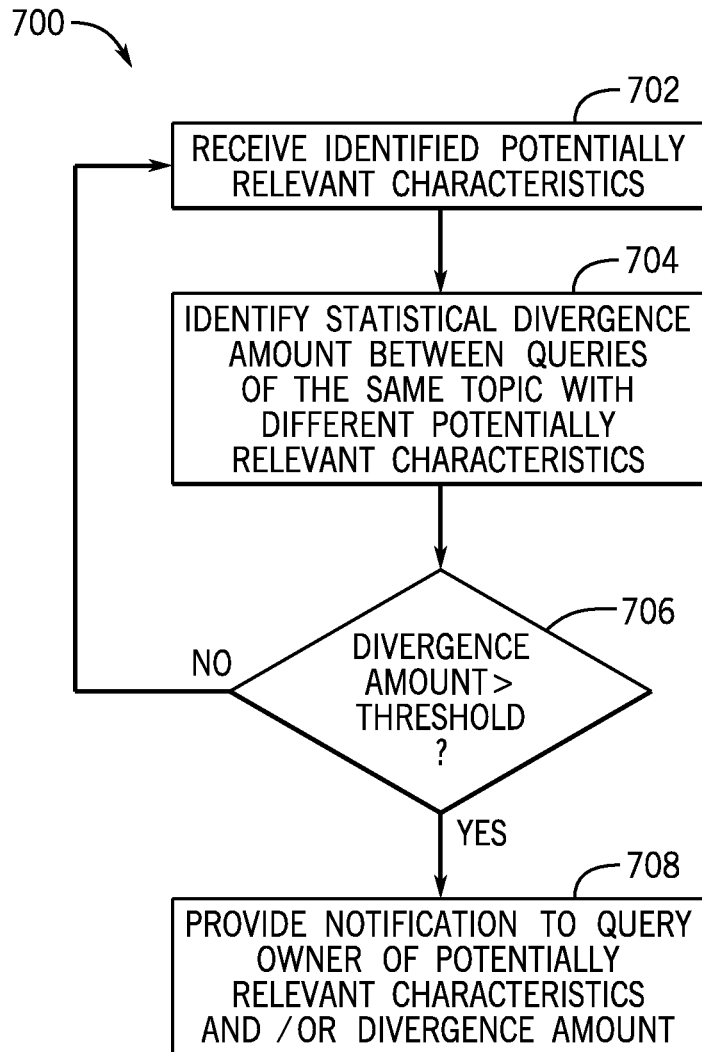 700
702
RECEIVE IDENTIFIED POTENTIALLY
RELEVANT CHARACTERISTICS
704
IDENTIFY STATISTICAL DIVERGENCE
AMOUNT BETWEEN QUERIES
OF THE SAME TOPIC WITH
DIFFERENT POTENTIALLY
RELEVANT CHARACTERISTICS
706
DIVERGENCE
AMOUNT >
THRESHOLD
?
NO
YES
708
PROVIDE NOTIFICATION TO QUERY
OWNER OF POTENTIALLY
RELEVANT CHARACTERISTICS
AND /OR DIVERGENCE AMOUNT